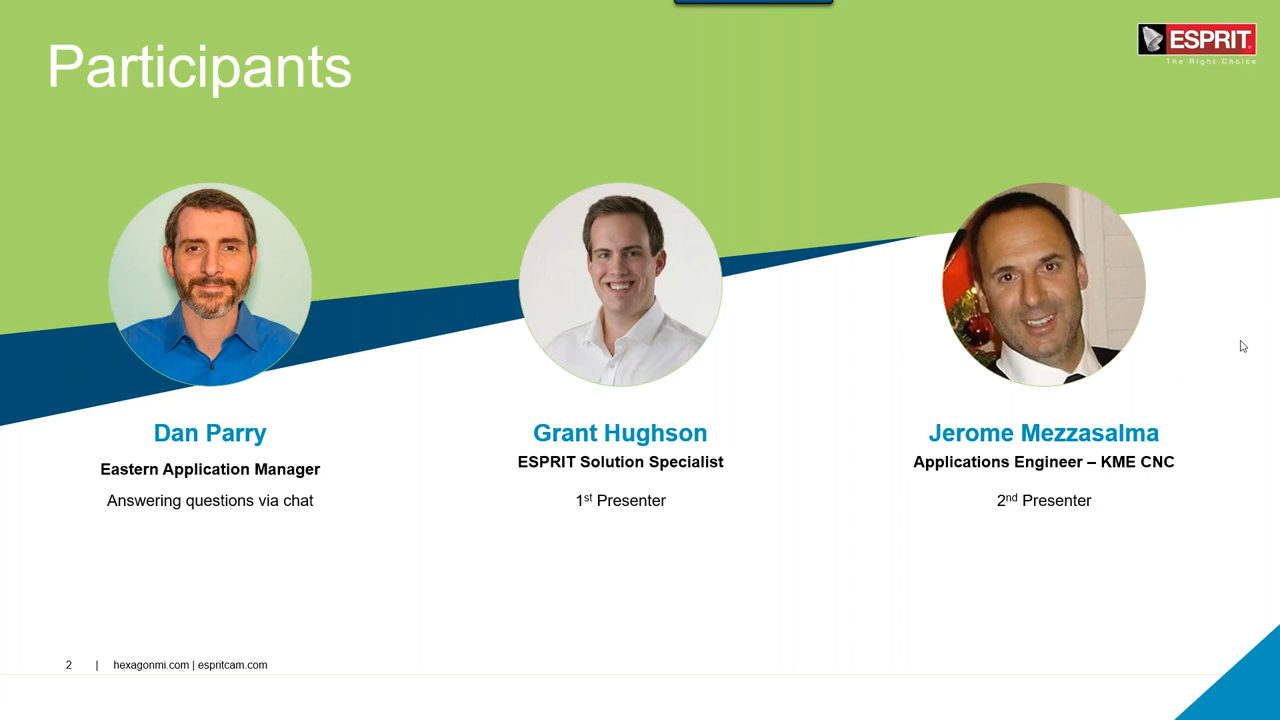 Participants
ESPRIT
The Right Choice
Dan Parry
Eastern Application Manager
Answering questions via chat
Grant Hughson
ESPRIT Solution Specialist
1st Presenter
Jerome Mezzasalma
Applications Engineer – KME CNC
2nd Presenter
2 | hexagonmi.com | espritcam.com